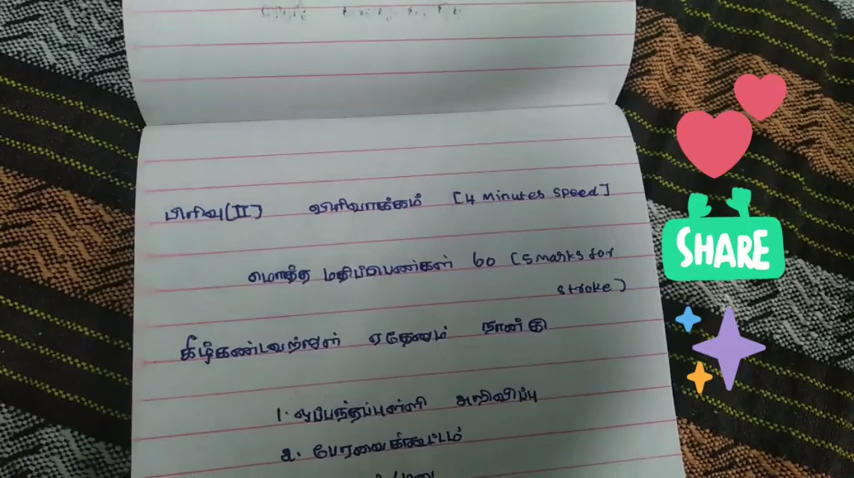 பிரிவு (II) விரிவாக்கம் [4 minutes speed]
மொத்த மதிப்பெண்கள் 60 (5 marks for
stroke)
கீழ்கண்டவற்றுள் ஏதேனும் நான்கு
1. ஒப்பந்தப்புள்ளி அறிவிப்பு
2. பேரவைக்கூட்டம்
SHARE